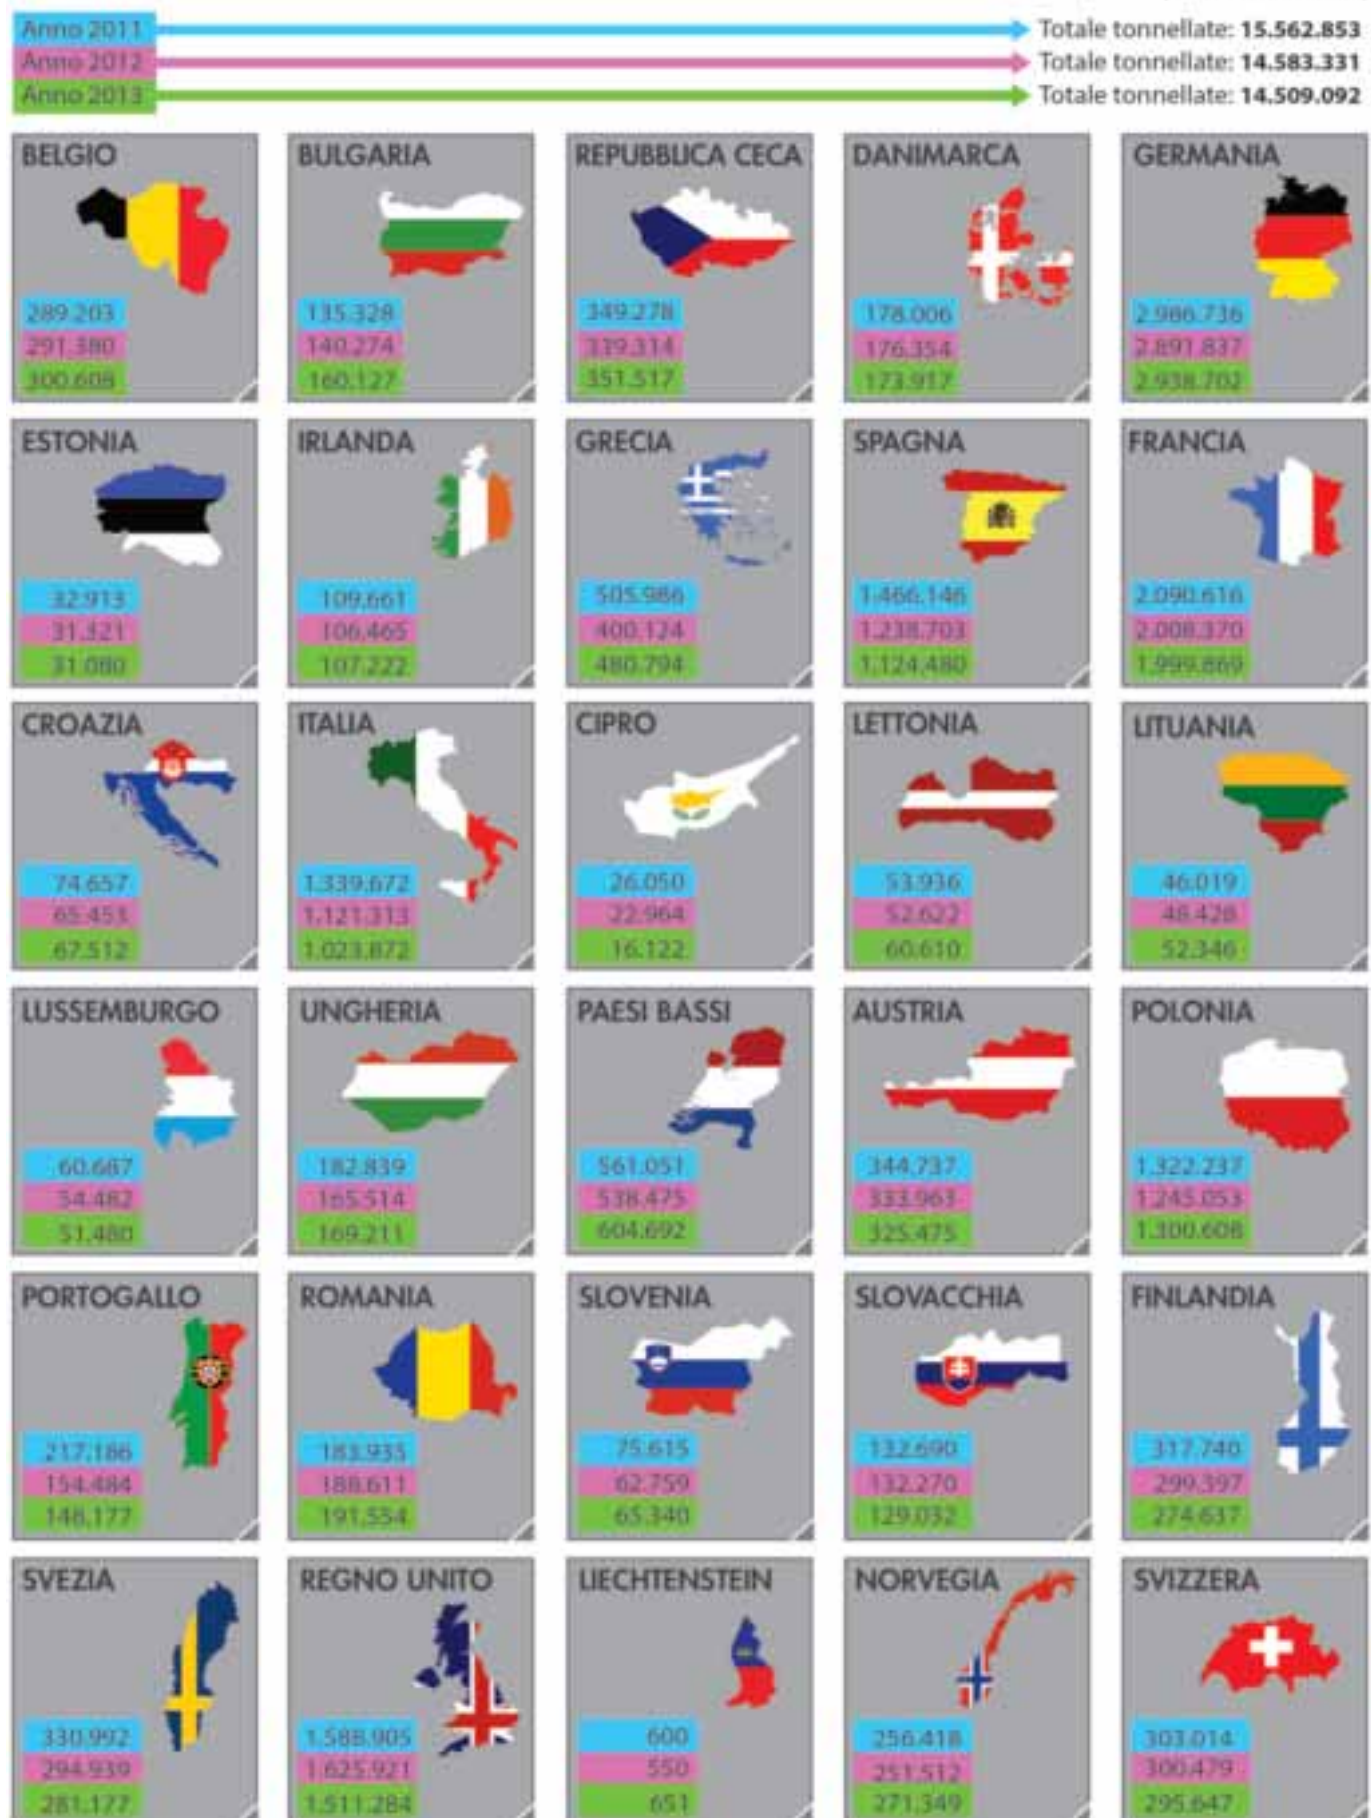 Anno 2011 Totale tonnellate: 15.562.853
Anno 2012 Totale tonnellate: 14.583.331
Anno 2013 Totale tonnellate: 14.509.092
BELGIO
289.203
291.380
300.608
BULGARIA
135.328
140.274
160.127
REPUBBLICA CECA
349.278
339.314
351.517
DANIMARCA
178.006
176.354
173.917
GERMANIA
2.986.736
2.891.837
2.938.702
ESTONIA
32.913
31.321
31.080
IRLANDA
109.661
106.465
107.222
GRECIA
505.986
400.124
480.794
SPAGNA
1.466.146
1.238.703
1.124.480
FRANCIA
2.090.616
2.008.370
1.999.869
CROAZIA
74.657
65.453
67.512
ITALIA
1.339.672
1.121.313
1.023.872
CIPRO
26.050
22.964
16.122
LETTONIA
53.936
52.622
60.610
LITUANIA
46.019
48.428
52.346
LUSSEMBURGO
60.687
54.482
51.480
UNGHERIA
182.839
165.514
169.211
PAESI BASSI
561.051
538.475
604.692
AUSTRIA
344.737
333.963
325.475
POLONIA
1.322.237
1.245.053
1.300.608
PORTOGALLO
217.186
154.484
148.177
ROMANIA
183.935
188.611
191.554
SLOVENIA
75.615
62.759
65.340
SLOVACCHIA
132.690
132.270
129.032
FINLANDIA
317.740
299.397
274.637
SVEZIA
330.992
294.939
281.177
REGNO UNITO
1.588.905
1.625.921
1.511.284
LIECHTENSTEIN
600
550
651
NORVEGIA
256.418
251.512
271.349
SVIZZERA
303.014
300.479
295.647